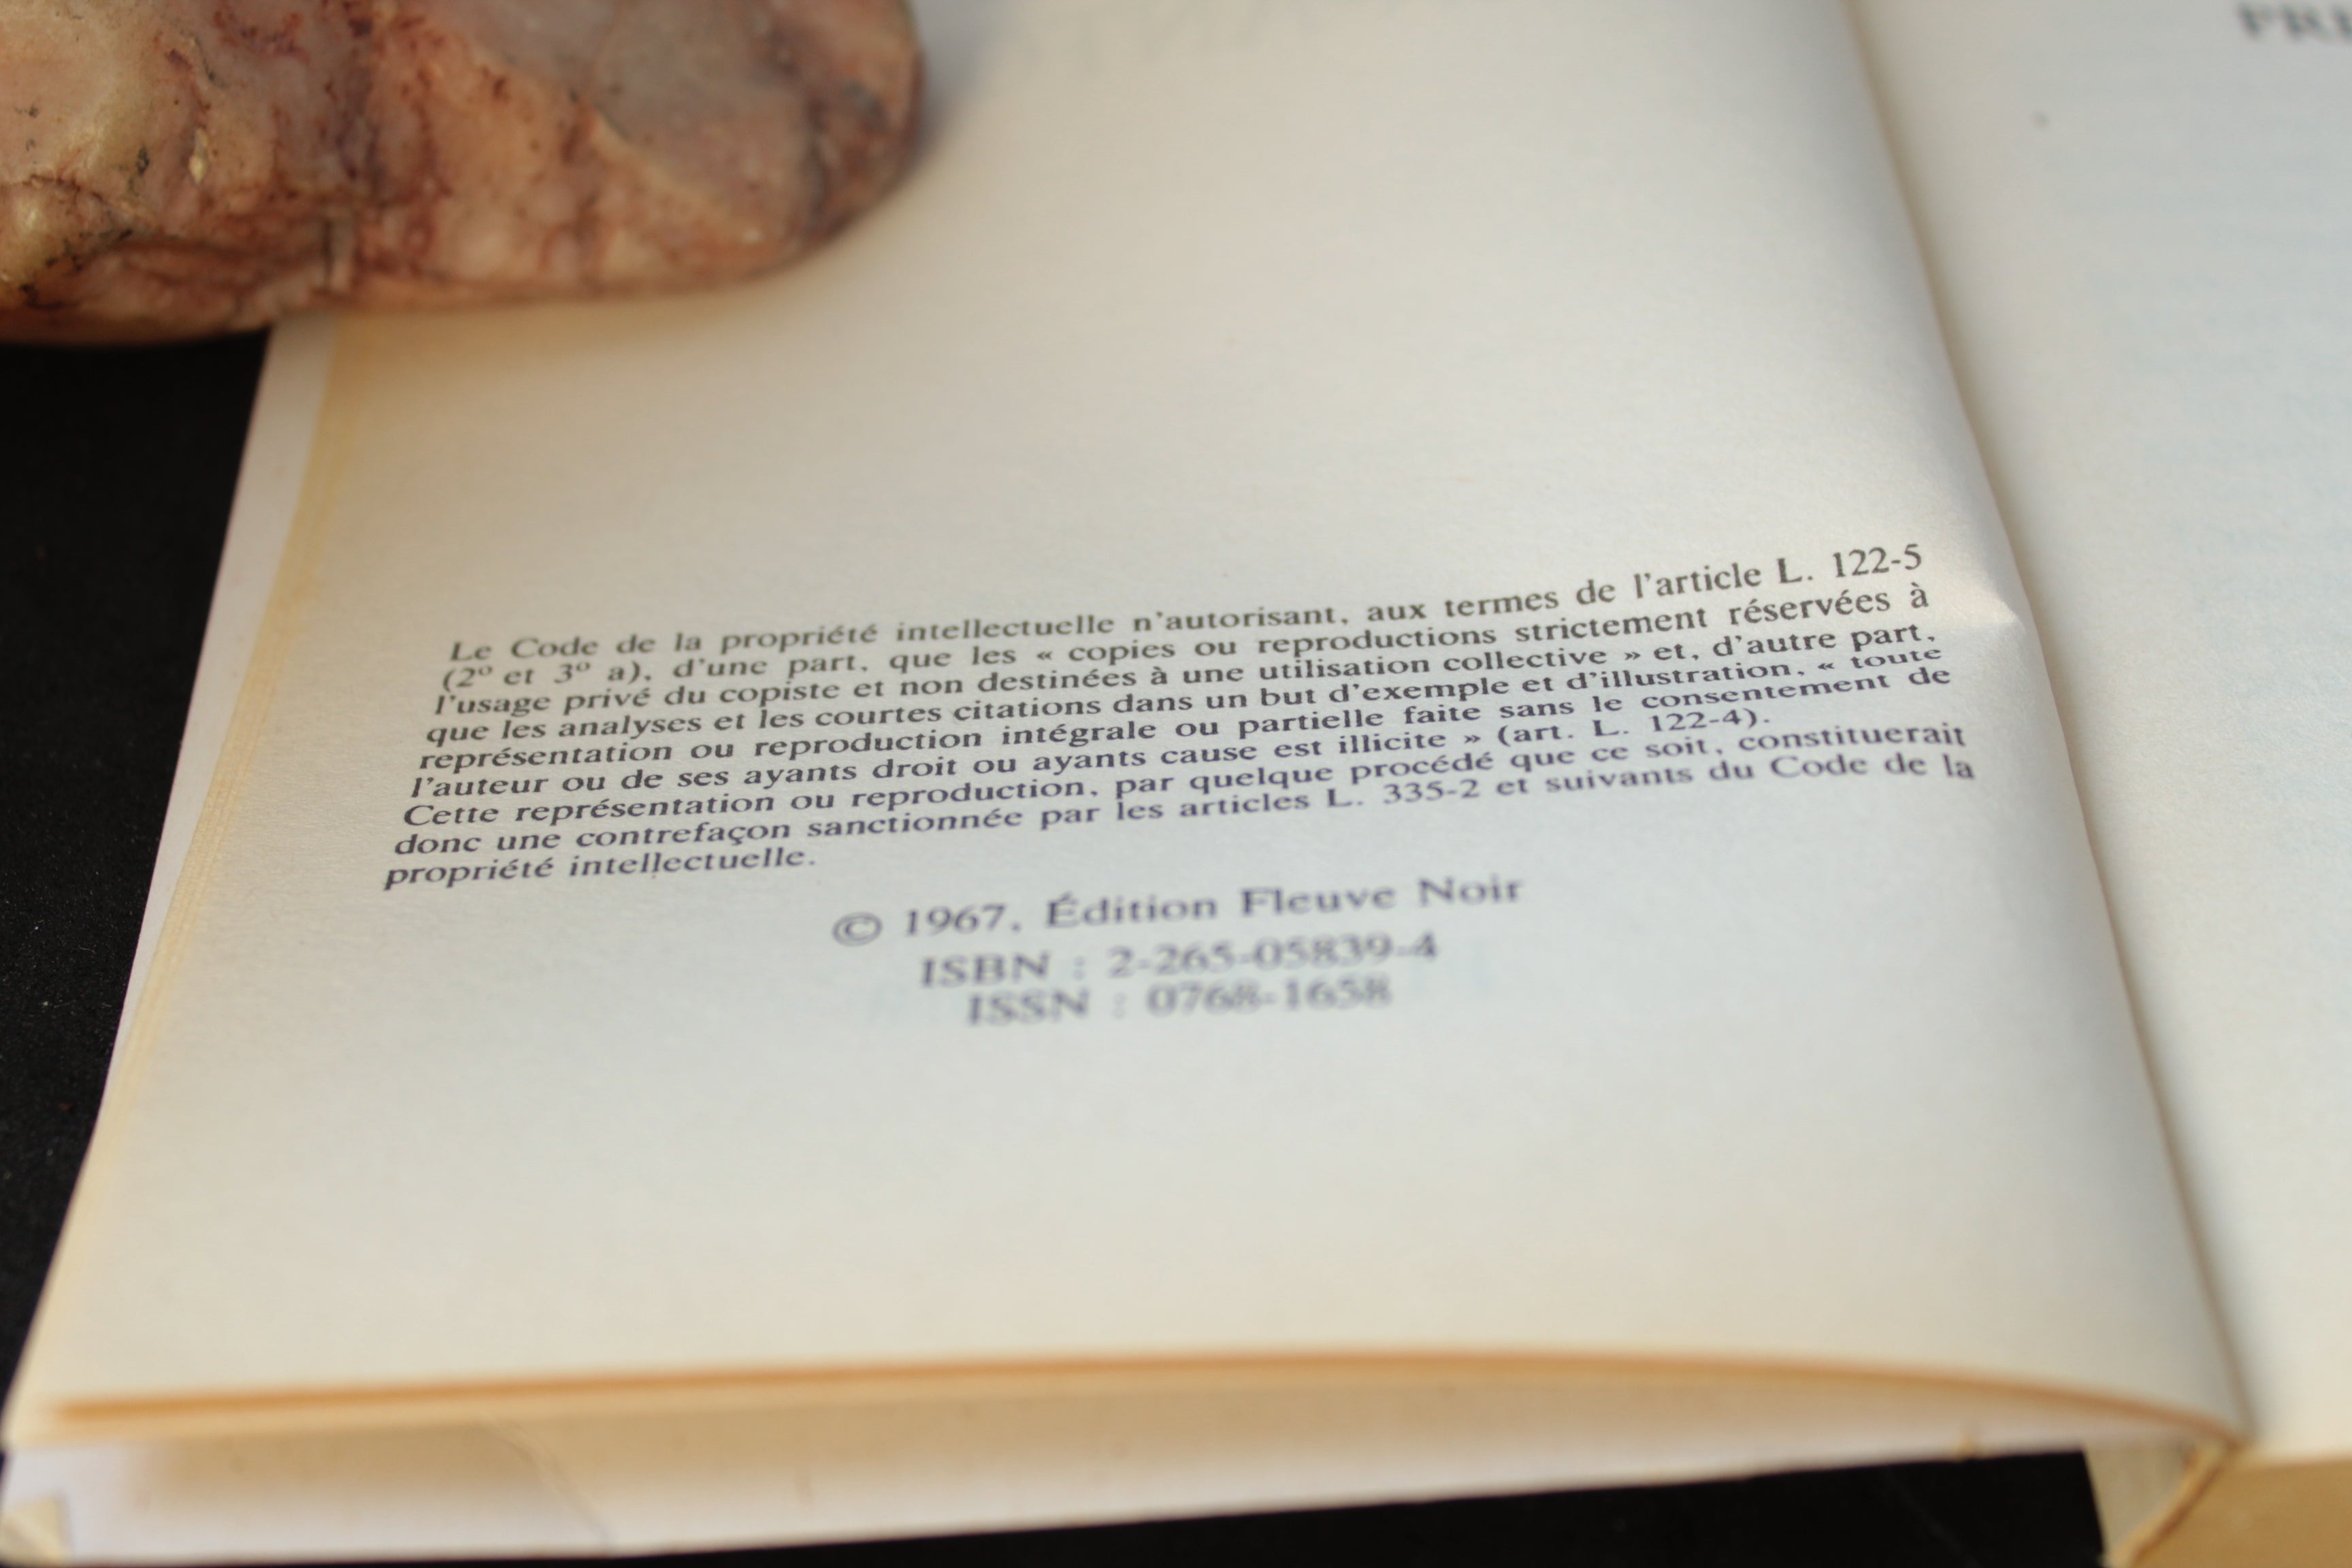 Le Code de la propriété intellectuelle n'autorisant, aux termes de l'article L. 122-5
(2º et 3º a), d'une part, que les « copies ou reproductions strictement réservées à
l'usage privé du copiste et non destinées à une utilisation collective » et, d'autre part,
que les analyses et les courtes citations dans un but d'exemple et d'illustration, « toute
représentation ou reproduction intégrale ou partielle faite sans le consentement de
l'auteur ou de ses ayants droit ou ayants cause est illicite » (art. L. 122-4).
Cette représentation ou reproduction, par quelque procédé que ce soit, constituerait
donc une contrefaçon sanctionnée par les articles L. 335-2 et suivants du Code de la
propriété intellectuelle.
© 1967, Édition Fleuve Noir
ISBN : 2-265-05839-4
ISSN : 0768-1658